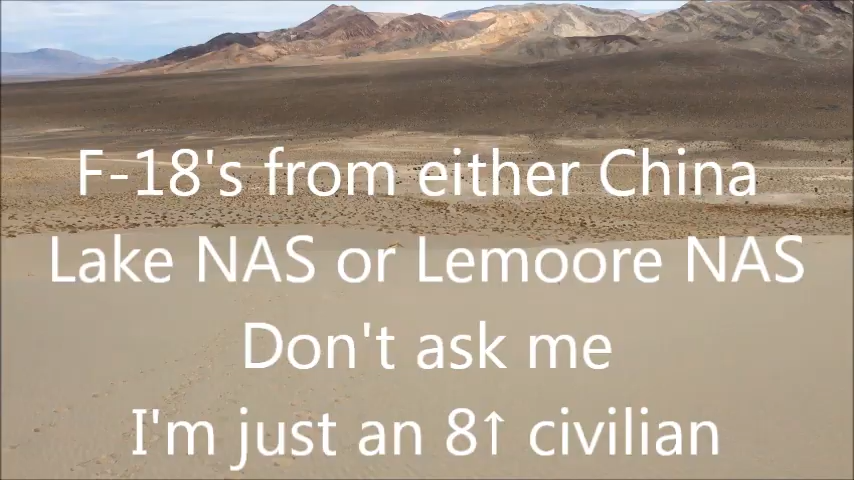 F-18's from either China
Lake NAS or Lemoore NAS
Don't ask me
I'm just an 8↑ civilian